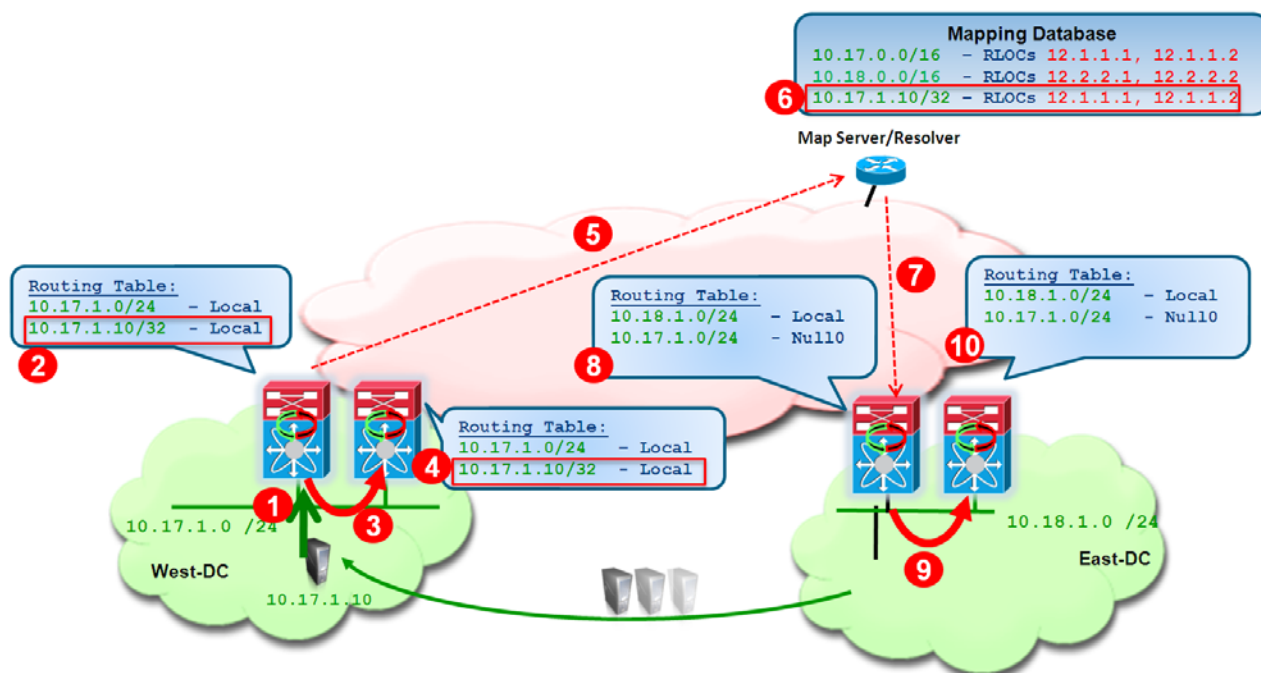 Mapping Database
10.17.0.0/16 – RLOCs 12.1.1.1, 12.1.1.2
10.18.0.0/16 – RLOCs 12.2.2.1, 12.2.2.2
10.17.1.10/32 – RLOCs 12.1.1.1, 12.1.1.2
6
Map Server/Resolver
5
7
Routing Table:
10.17.1.0/24 – Local
10.17.1.10/32 – Local
2
Routing Table:
10.18.1.0/24 – Local
10.17.1.0/24 – Null0
8
Routing Table:
10.18.1.0/24 – Local
10.17.1.0/24 – Null0
10
Routing Table:
10.17.1.0/24 – Local
10.17.1.10/32 – Local
4
1
3
10.17.1.0 /24
West-DC
10.17.1.10
9
10.18.1.0 /24
East-DC